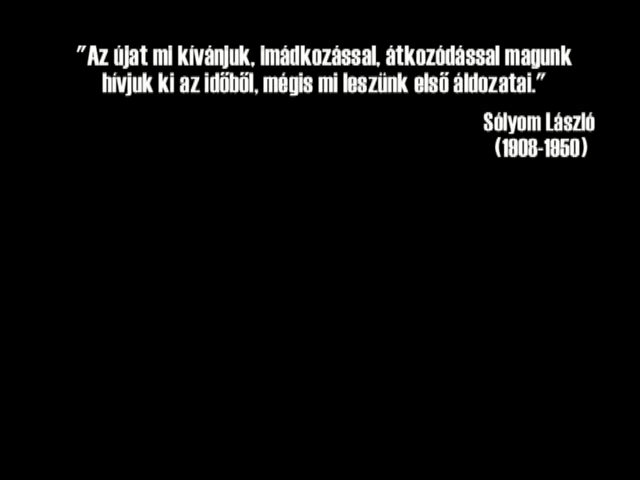 "Az újat mi kívánjuk, imádkozással, átkozódással magunk
hívjuk ki az időből, mégis mi leszünk első áldozatai."
Sólyom László
(1908-1950)